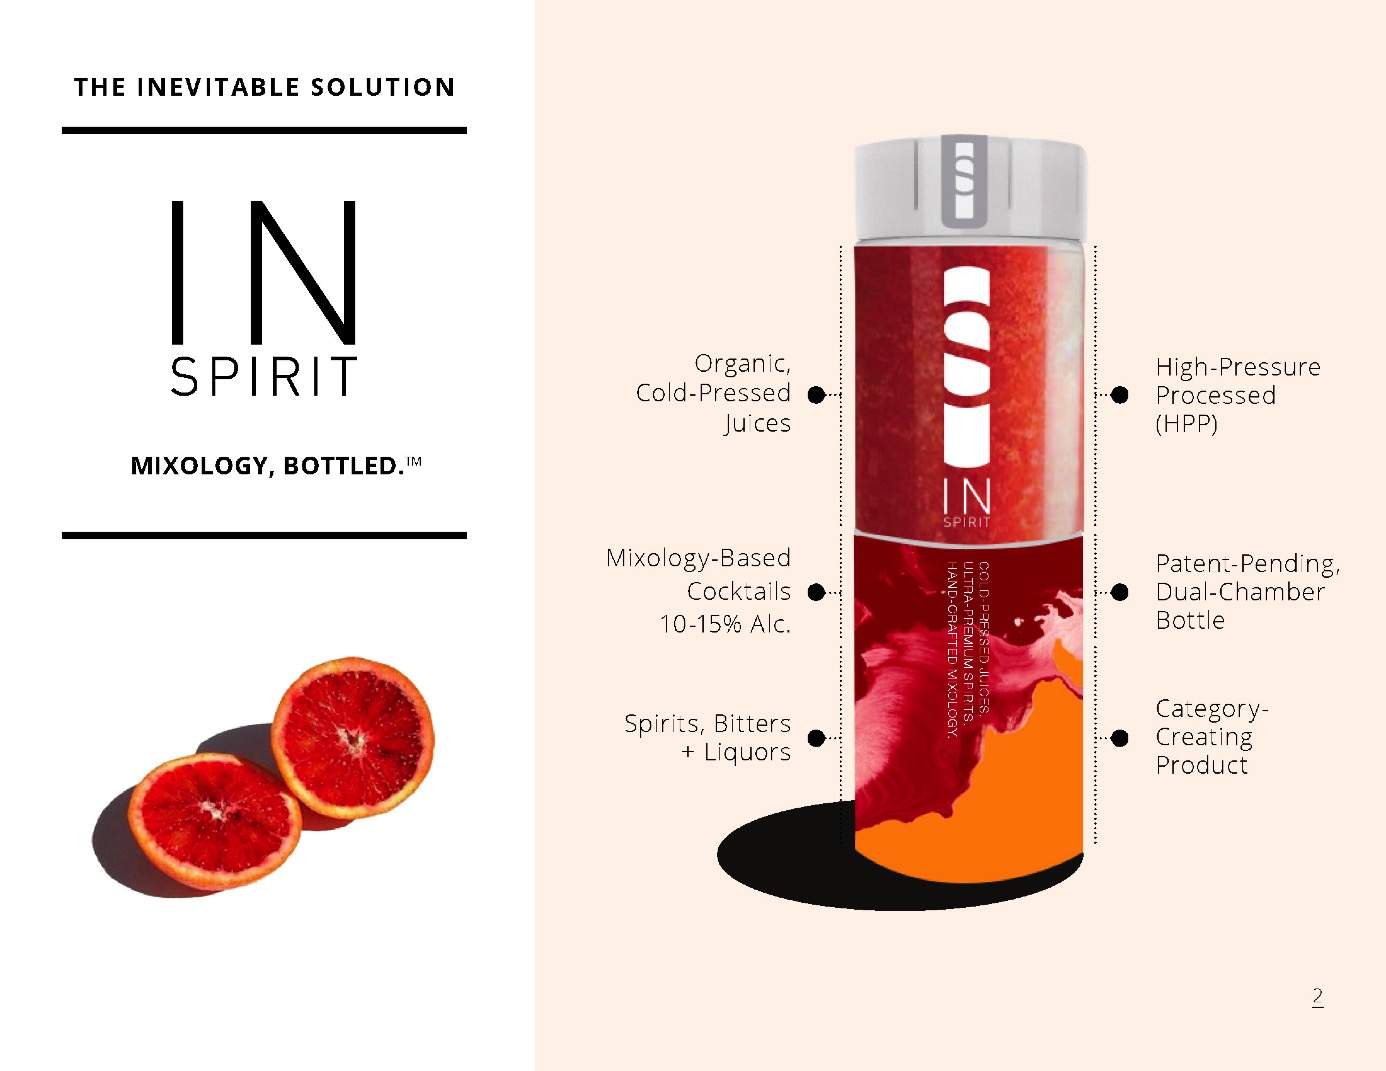 THE INEVITABLE SOLUTION
IN
SPIRIT
MIXOLOGY, BOTTLED.™
Organic,
Cold-Pressed
Juices
Mixology-Based
Cocktails
10-15% Alc.
Spirits, Bitters
+ Liquors
S
S
IN
SPIRIT
COLD-PRESSED JUICES.
ULTRA-PREMIUM SPIRITS.
HAND-CRAFTED MIXOLOGY.
High-Pressure
Processed
(HPP)
Patent-Pending,
Dual-Chamber
Bottle
Category-
Creating
Product
2